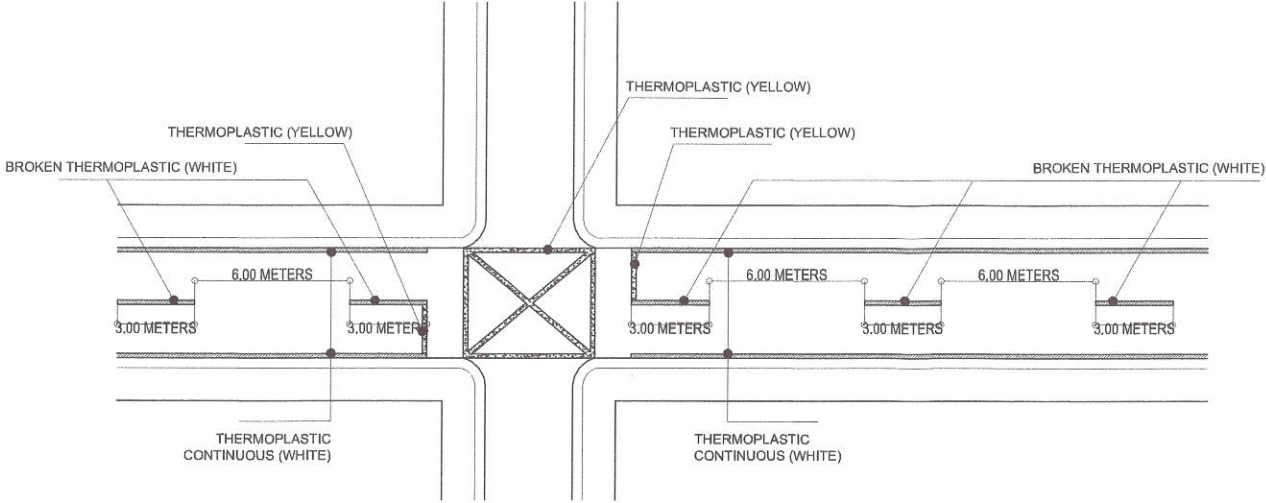 THERMOPLASTIC (YELLOW)
THERMOPLASTIC (YELLOW)
THERMOPLASTIC (YELLOW)
BROKEN THERMOPLASTIC (WHITE)
BROKEN THERMOPLASTIC (WHITE)
6,00 METERS
6,00 METERS
6,00 METERS
3.00 METERS
3.00 METERS
3.00 METERS
3.00 METERS
3.00 METERS
THERMOPLASTIC
CONTINUOUS (WHITE)
THERMOPLASTIC
CONTINUOUS (WHITE)